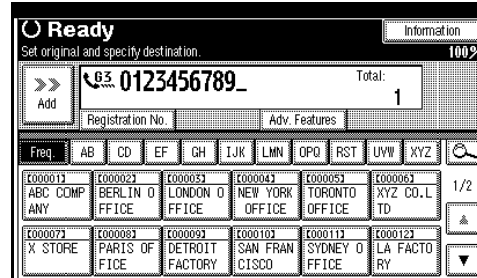 Ready
Information
Set original and specify destination.
100%
Add
G3 0123456789_
Total:
1
Registration No.
Adv. Features
Freq. AB CD EF GH IJK LMN OPQ RST UVW XYZ
[00001] [00002] [00003] [00004] [00005] [00006]
ABC COMP BERLIN O LONDON O NEW YORK TORONTO XYZ CO.L
ANY FFICE FFICE OFFICE OFFICE TD
1/2
[00007] [00008] [00009] [00010] [00011] [00012]
X STORE PARIS OF DETROIT SAN FRAN SYDNEY O LA FACTO
FICE FACTORY CISCO FFICE RY